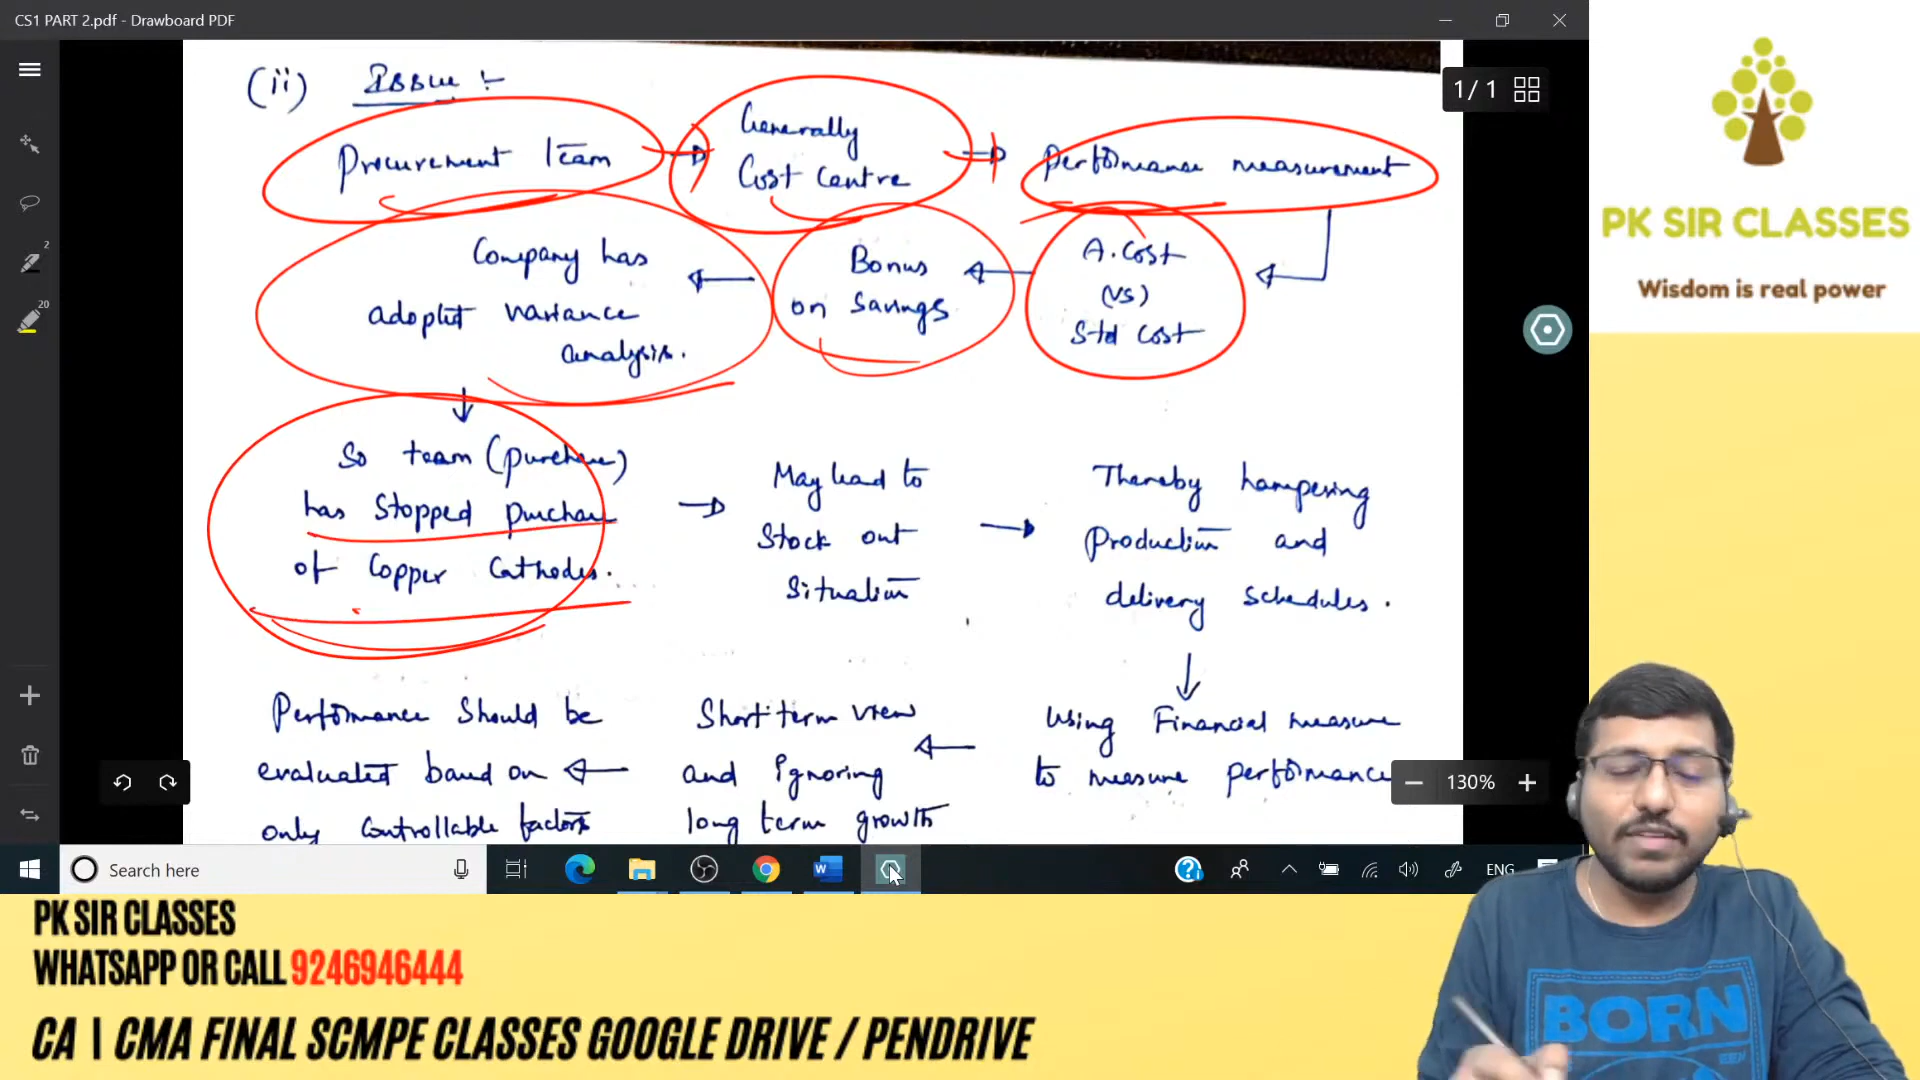 CS1 PART 2.pdf - Drawboard PDF
(ii) Issue :-
Procurement Team
Generally
Cost Centre
Performance measurement
A. Cost
(VS)
Std Cost
Bonus
on Savings
Company has
adoptet variance
analysis.
So team (purchase)
has Stopped purchase
of Copper Cathodes.
May lead to
Stock out
Situation
Thereby hampering
Production and
delivery Schedules.
Using Financial measure
to measure performance
Short term view
and Ignoring
long term growth
Performance Should be
evaluated based on
only Controllable factors
1 / 1
2
20
130%
Search here
ENG
PK SIR CLASSES
Wisdom is real power
PK SIR CLASSES
WHATSAPP OR CALL 9246946444
CA \ CMA FINAL SCMPE CLASSES GOOGLE DRIVE / PENDRIVE
BORN